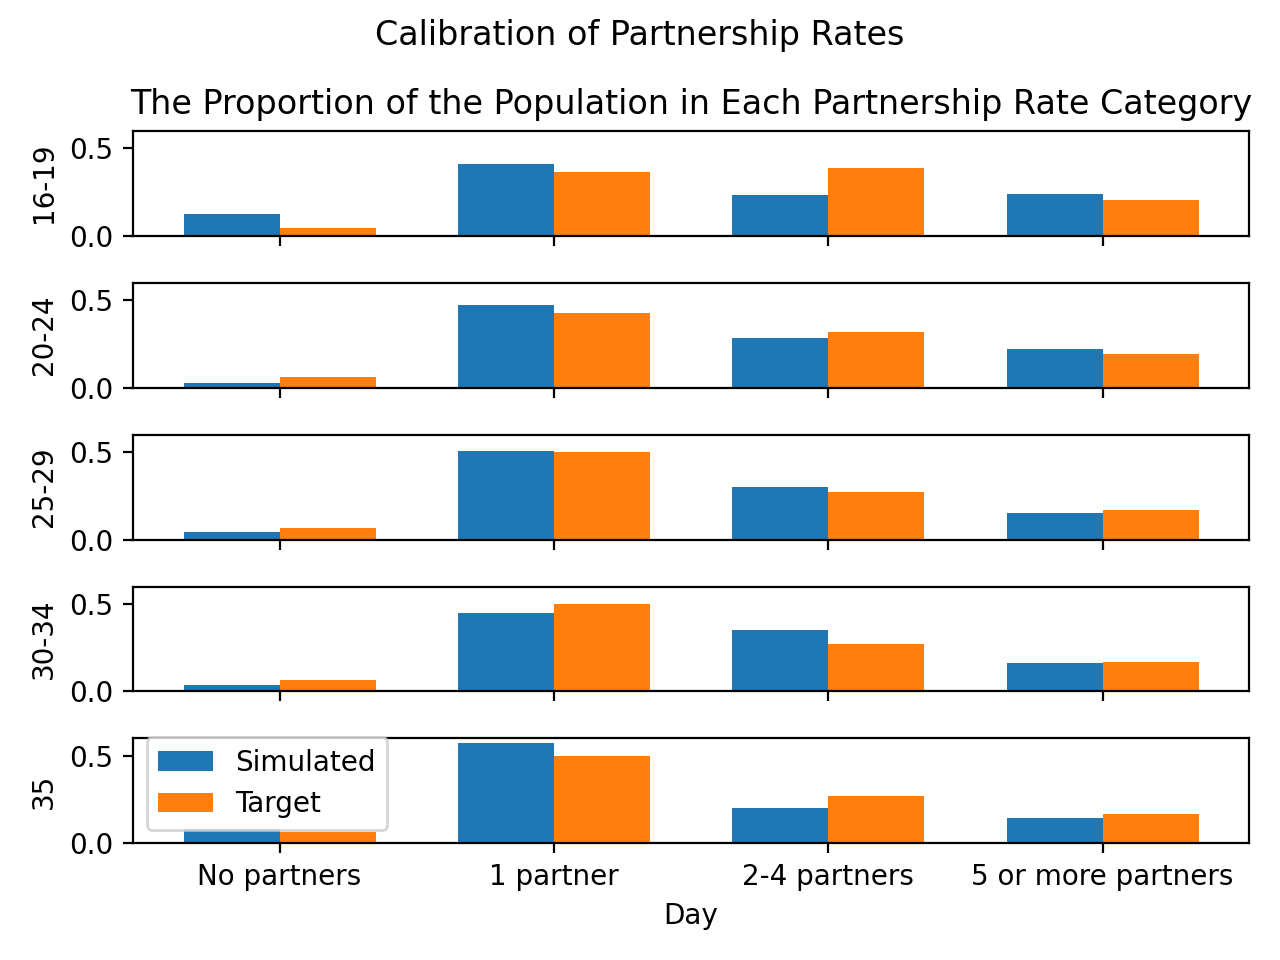 Calibration of Partnership Rates
The Proportion of the Population in Each Partnership Rate Category
0.5
0.0
16-19
0.5
0.0
20-24
0.5
0.0
25-29
0.5
0.0
30-34
0.5
0.0
35
Simulated
Target
No partners
1 partner
2-4 partners
5 or more partners
Day